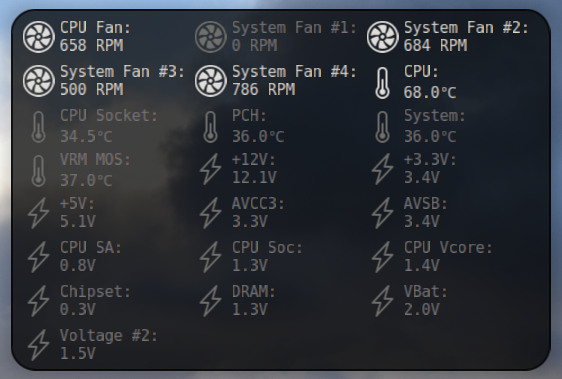 CPU Fan:
658 RPM
System Fan #1:
0 RPM
System Fan #2:
684 RPM
System Fan #3:
500 RPM
System Fan #4:
786 RPM
CPU:
68.0°C
CPU Socket:
34.5°C
PCH:
36.0°C
System:
36.0°C
VRM MOS:
37.0°C
+12V:
12.1V
+3.3V:
3.4V
+5V:
5.1V
AVCC3:
3.3V
AVSB:
3.4V
CPU SA:
0.8V
CPU Soc:
1.3V
CPU Vcore:
1.4V
Chipset:
0.3V
DRAM:
1.3V
VBat:
2.0V
Voltage #2:
1.5V